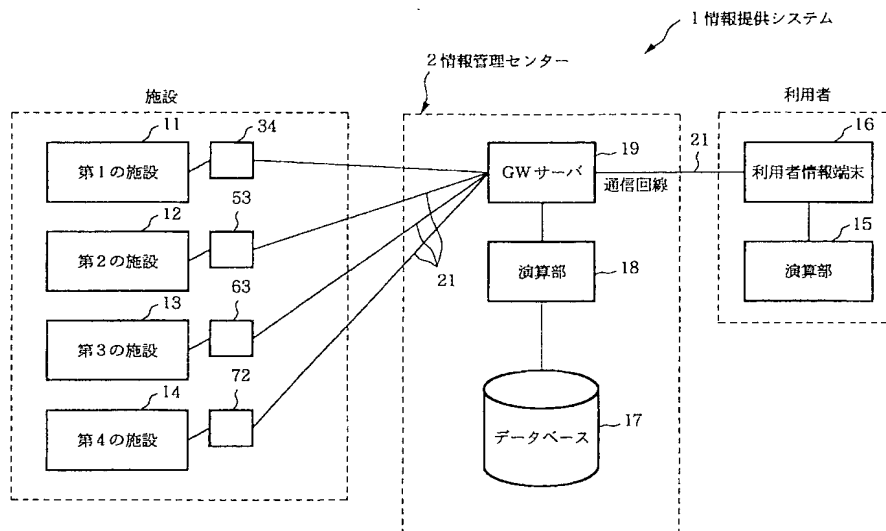 1情報提供システム
2情報管理センター
施設
利用者
11
34
第1の施設
12
53
第2の施設
13
63
第3の施設
14
72
第4の施設
21
19
GWサーバ
通信回線
21
16
利用者情報端末
演算部
18
15
演算部
データベース
17